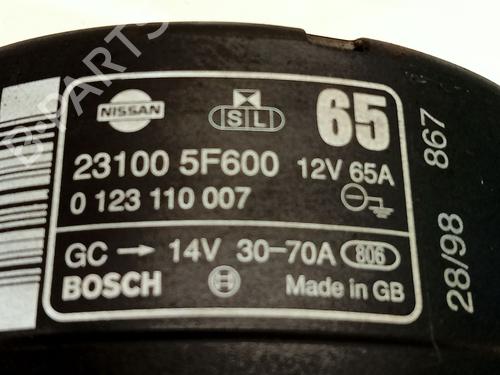 NISSAN
S L
65
23100 5F600 12V 65A
0 123 110 007
GC → 14V 30-70A 806
BOSCH
Made in GB
28/98 867
B-PARTS